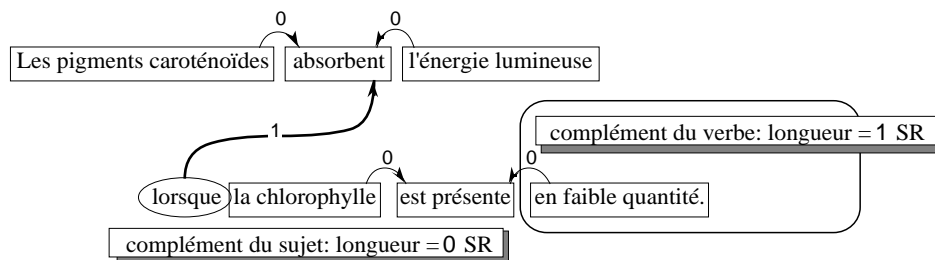 0 0
Les pigments caroténoïdes absorbent l'énergie lumineuse
1
complément du verbe: longueur = 1 SR
0 0
lorsque la chlorophylle est présente en faible quantité.
complément du sujet: longueur = 0 SR